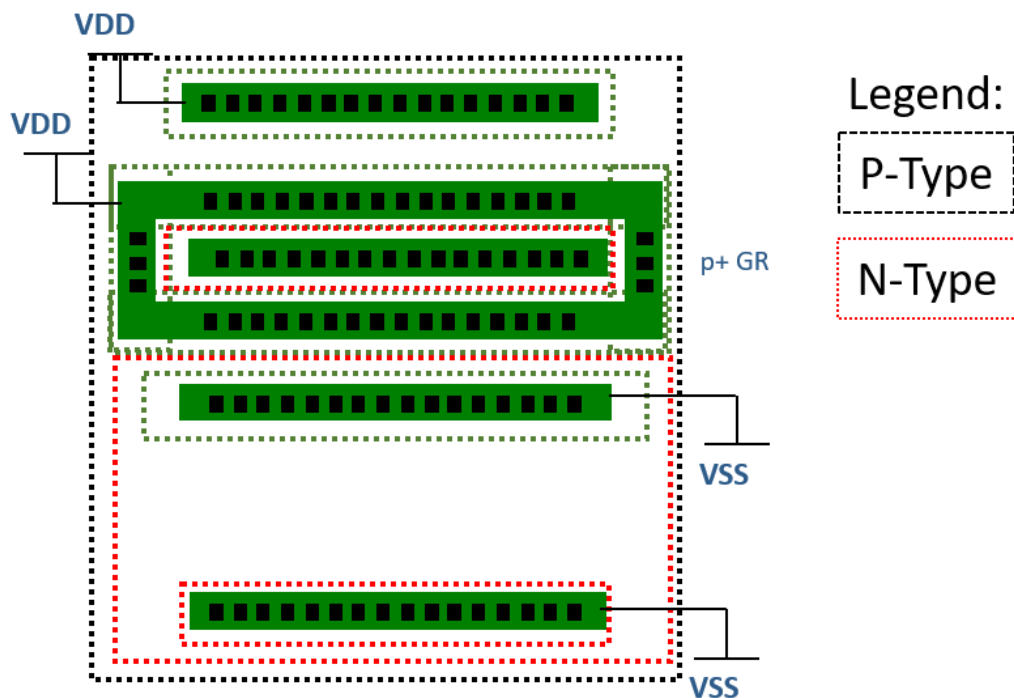 VDD
VDD
Legend:
P-Type
p+ GR
N-Type
VSS
VSS